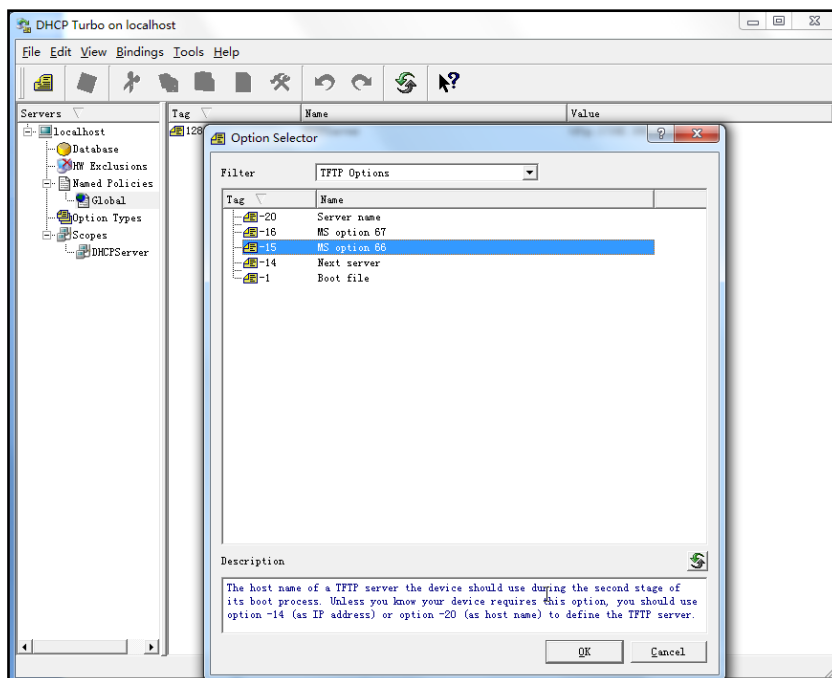 DHCP Turbo on localhost
File Edit View Bindings Tools Help
Servers
Tag Name Value
localhost
Database
HW Exclusions
Named Policies
Global
Option Types
Scopes
DHCPServer
128
Option Selector
Filter TFTP Options
Tag Name
-20 Server name
-16 MS option 67
-15 MS option 66
-14 Next server
-1 Boot file
Description
The host name of a TFTP server the device should use during the second stage of
its boot process. Unless you know your device requires this option, you should use
option -14 (as IP address) or option -20 (as host name) to define the TFTP server.
OK Cancel